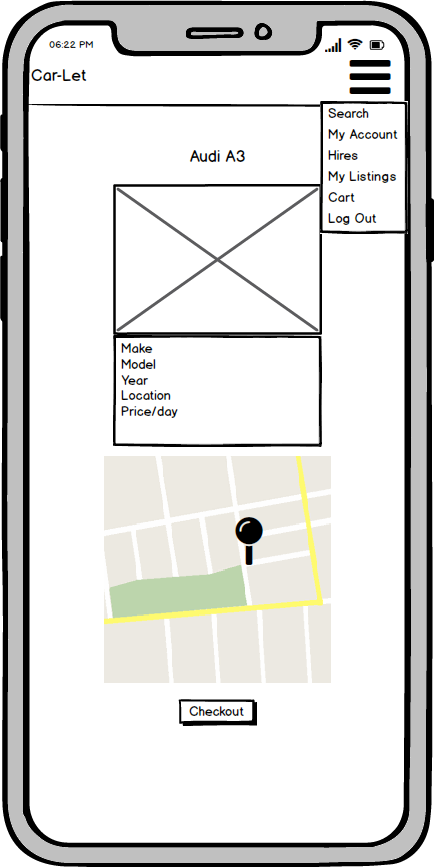 06:22 PM
Car-Let
Search
My Account
Hires
My Listings
Cart
Log Out
Audi A3
Make
Model
Year
Location
Price/day
Checkout